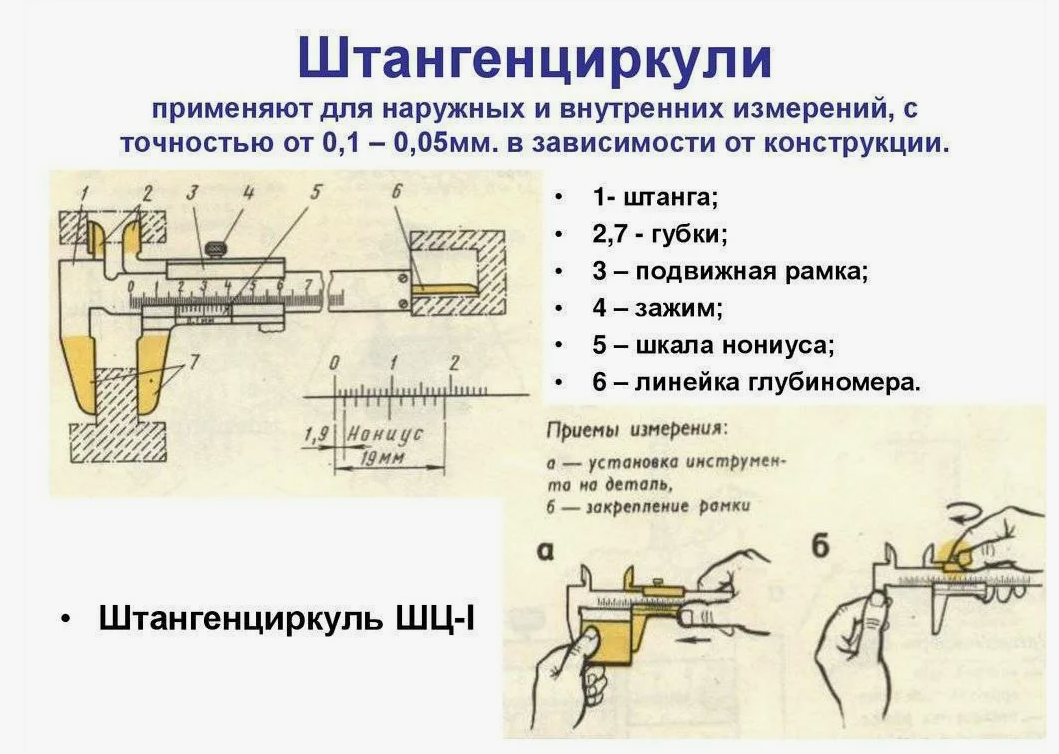 Штангенциркули
применяют для наружных и внутренних измерений, с
точностью от 0,1 – 0,05мм. в зависимости от конструкции.
1 2 3 4 5 6
0 1 2 3 4 5 6 7
0,1 мм
7
0 1 2
1,9 Нониус
19мм
• 1- штанга;
• 2,7 - губки;
• 3 – подвижная рамка;
• 4 – зажим;
• 5 – шкала нониуса;
• 6 – линейка глубиномера.
Приемы измерения:
а — установка инструмен-
та на деталь,
б — закрепление рамки
а б
• Штангенциркуль ШЦ-I